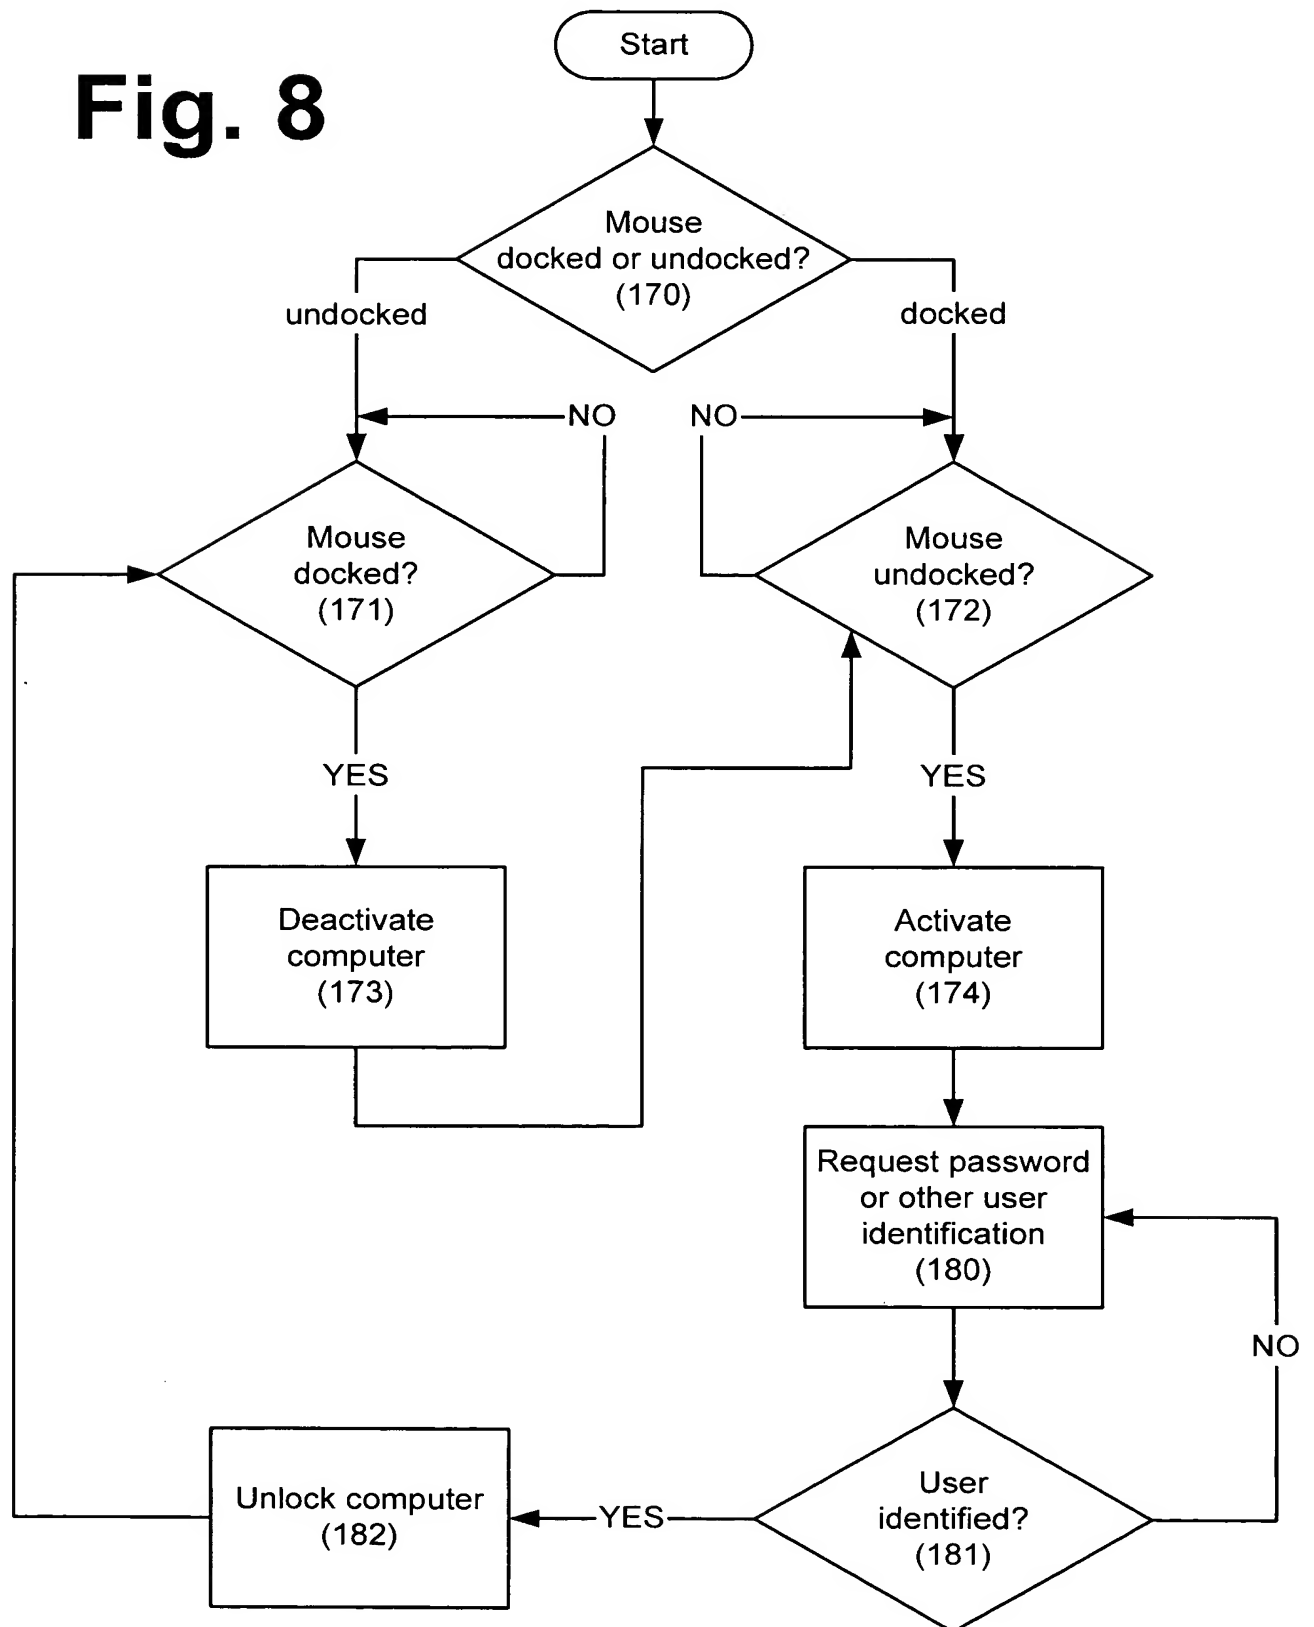 Fig. 8
Start
Mouse
docked or undocked?
(170)
undocked
docked
NO
NO
Mouse
docked?
(171)
Mouse
undocked?
(172)
YES
YES
Deactivate
computer
(173)
Activate
computer
(174)
Request password
or other user
identification
(180)
NO
User
identified?
(181)
YES
Unlock computer
(182)